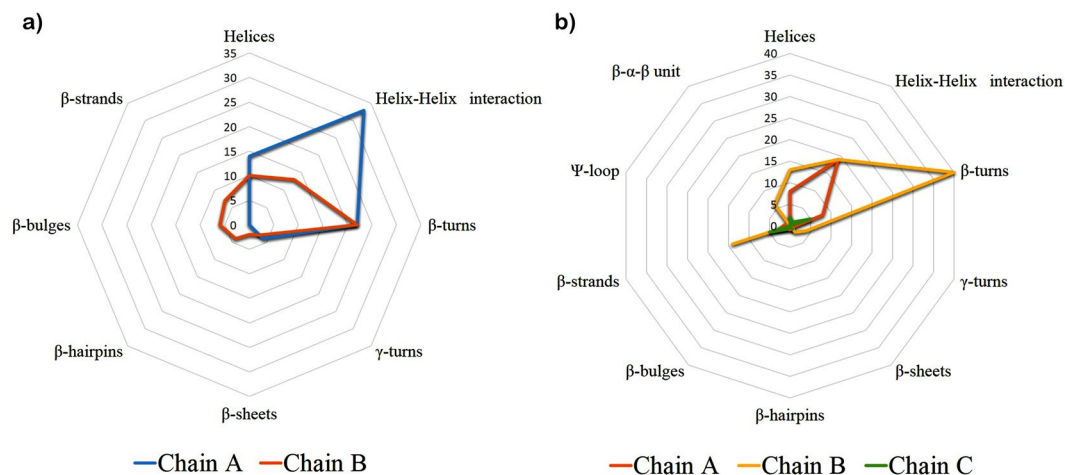 a)
Helices
35
30
25
20
15
10
5
0
Helix-Helix interaction
β-turns
γ-turns
β-sheets
β-hairpins
β-bulges
β-strands
Chain A Chain B
b)
Helices
40
35
30
25
20
15
10
5
0
Helix-Helix interaction
β-turns
γ-turns
β-sheets
β-hairpins
β-bulges
β-strands
Ψ-loop
β-α-β unit
Chain A Chain B Chain C